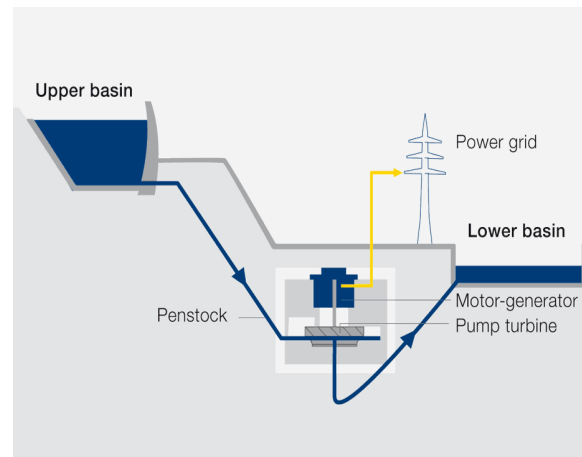 Upper basin
Power grid
Lower basin
Motor-generator
Penstock
Pump turbine